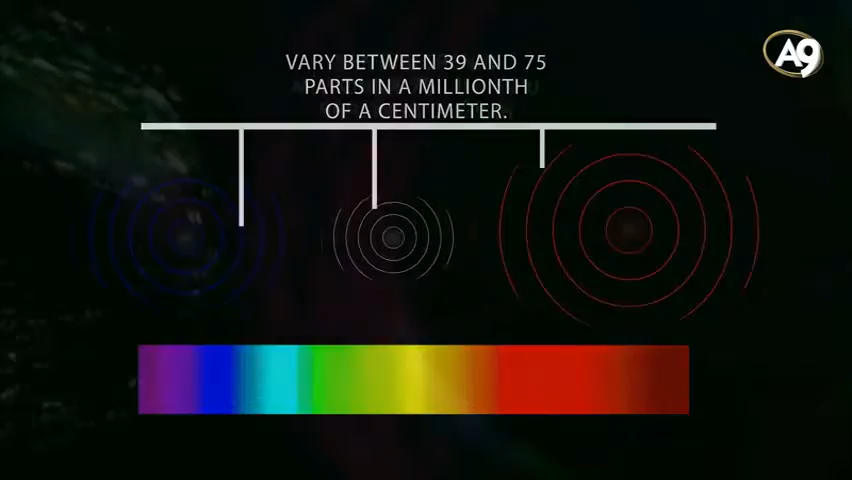 VARY BETWEEN 39 AND 75
PARTS IN A MILLIONTH
OF A CENTIMETER.
A9